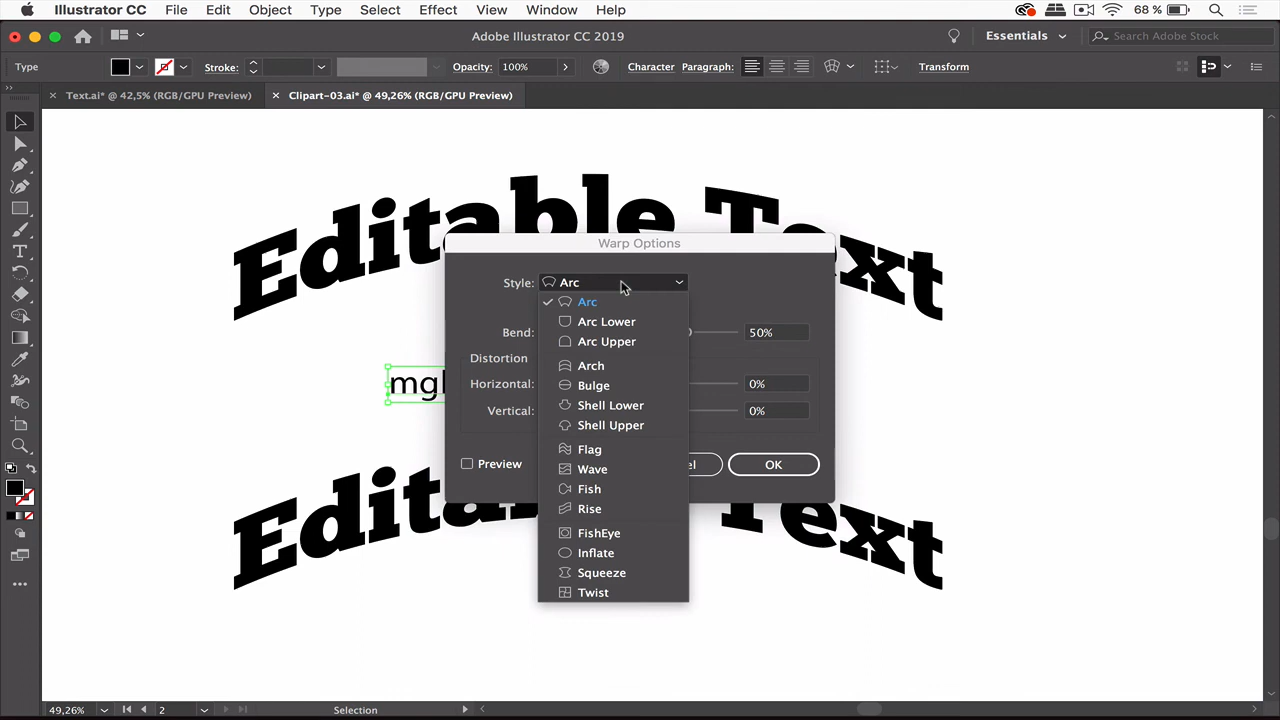 Illustrator CC File Edit Object Type Select Effect View Window Help 68 %
Adobe Illustrator CC 2019 Essentials Search Adobe Stock
Type Stroke: Opacity: 100% Character Paragraph: Transform
× Text.ai* @ 42,5% (RGB/GPU Preview) × Clipart-03.ai* @ 49,26% (RGB/GPU Preview)
Editable Text
Warp Options
Style: Arc
Arc
Arc Lower
Arc Upper
Bend: 50%
Distortion
Arch
Horizontal: 0%
Bulge
Shell Lower
Vertical: 0%
Shell Upper
Flag
Preview OK
Wave
Fish
Rise
FishEye
Inflate
Squeeze
Twist
Text
49,26% 2 Selection